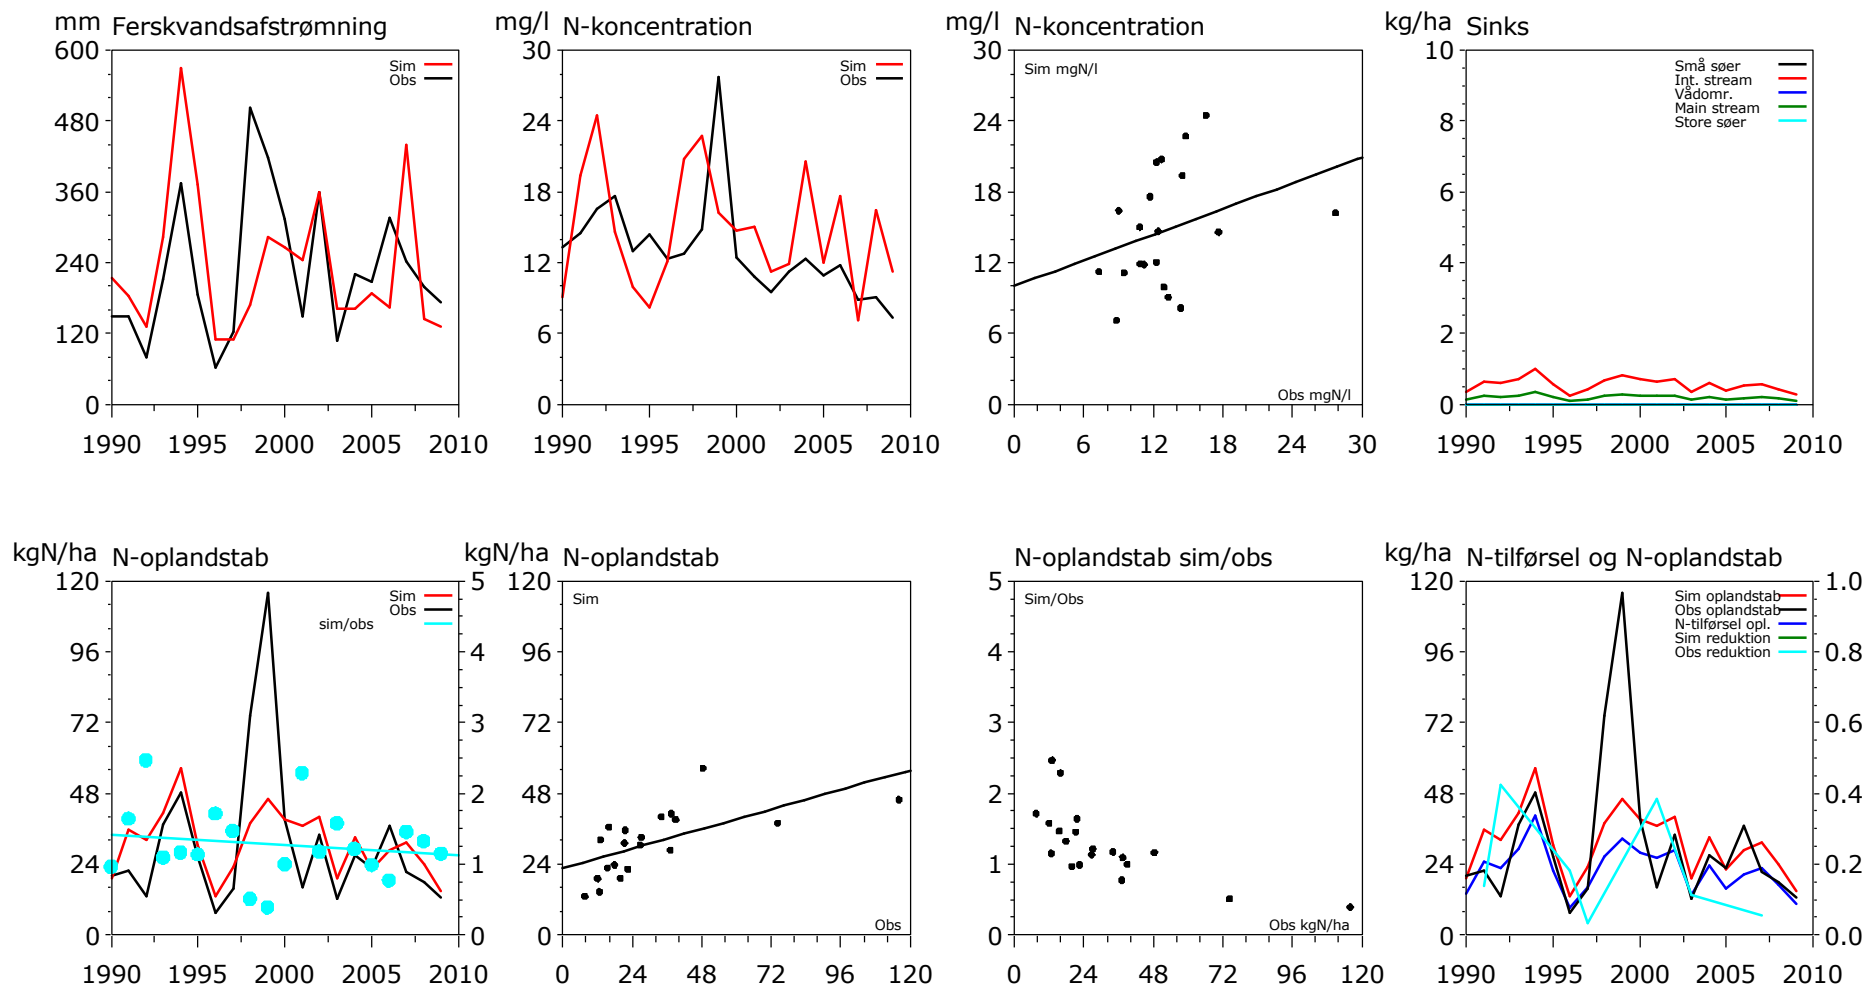 mm Ferskvandsafstrømning
600
480
360
240
120
0
1990 1995 2000 2005 2010
Sim
Obs
mg/l N-koncentration
30
24
18
12
6
0
1990 1995 2000 2005 2010
Sim
Obs
mg/l N-koncentration
30
24
18
12
6
0
0 6 12 18 24 30
Sim mgN/l
Obs mgN/l
kg/ha Sinks
10
8
6
4
2
0
1990 1995 2000 2005 2010
Små søer
Int. stream
Vådomr.
Main stream
Store søer
kgN/ha N-oplandstab
120
96
72
48
24
0
5
4
3
2
1
0
1990 1995 2000 2005 2010
Sim
Obs
sim/obs
kgN/ha N-oplandstab
120
96
72
48
24
0
0 24 48 72 96 120
Sim
Obs
N-oplandstab sim/obs
5
4
3
2
1
0
0 24 48 72 96 120
Sim/Obs
Obs kgN/ha
kg/ha N-tilførsel og N-oplandstab
120
96
72
48
24
0
1.0
0.8
0.6
0.4
0.2
0.0
1990 1995 2000 2005 2010
Sim oplandstab
Obs oplandstab
N-tilførsel opl.
Sim reduktion
Obs reduktion